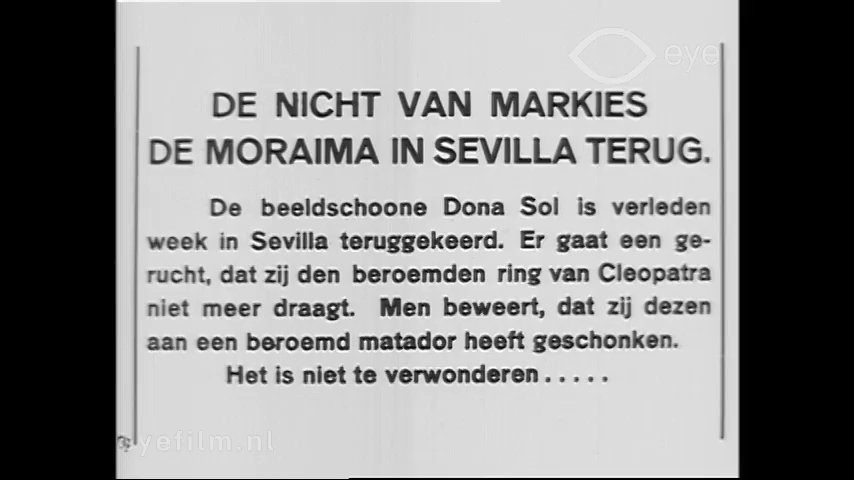 eye
DE NICHT VAN MARKIES
DE MORAIMA IN SEVILLA TERUG.
De beeldschoone Dona Sol is verleden
week in Sevilla teruggekeerd. Er gaat een ge-
rucht, dat zij den beroemden ring van Cleopatra
niet meer draagt. Men beweert, dat zij dezen
aan een beroemd matador heeft geschonken.
Het is niet te verwonderen.....
yefilm.nl